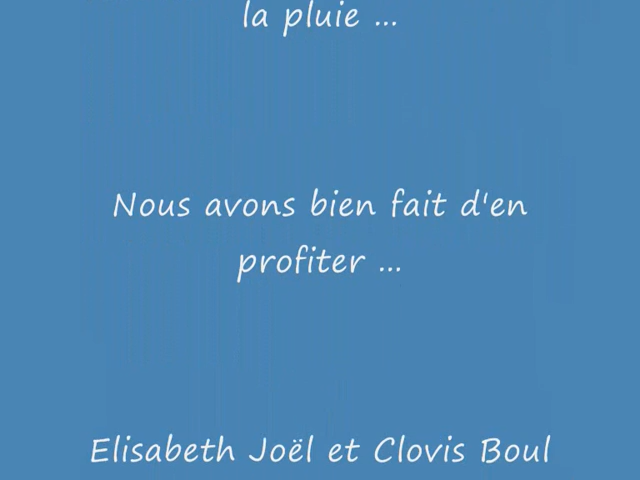 la pluie ...
Nous avons bien fait d'en
profiter ...
Elisabeth Joël et Clovis Boul